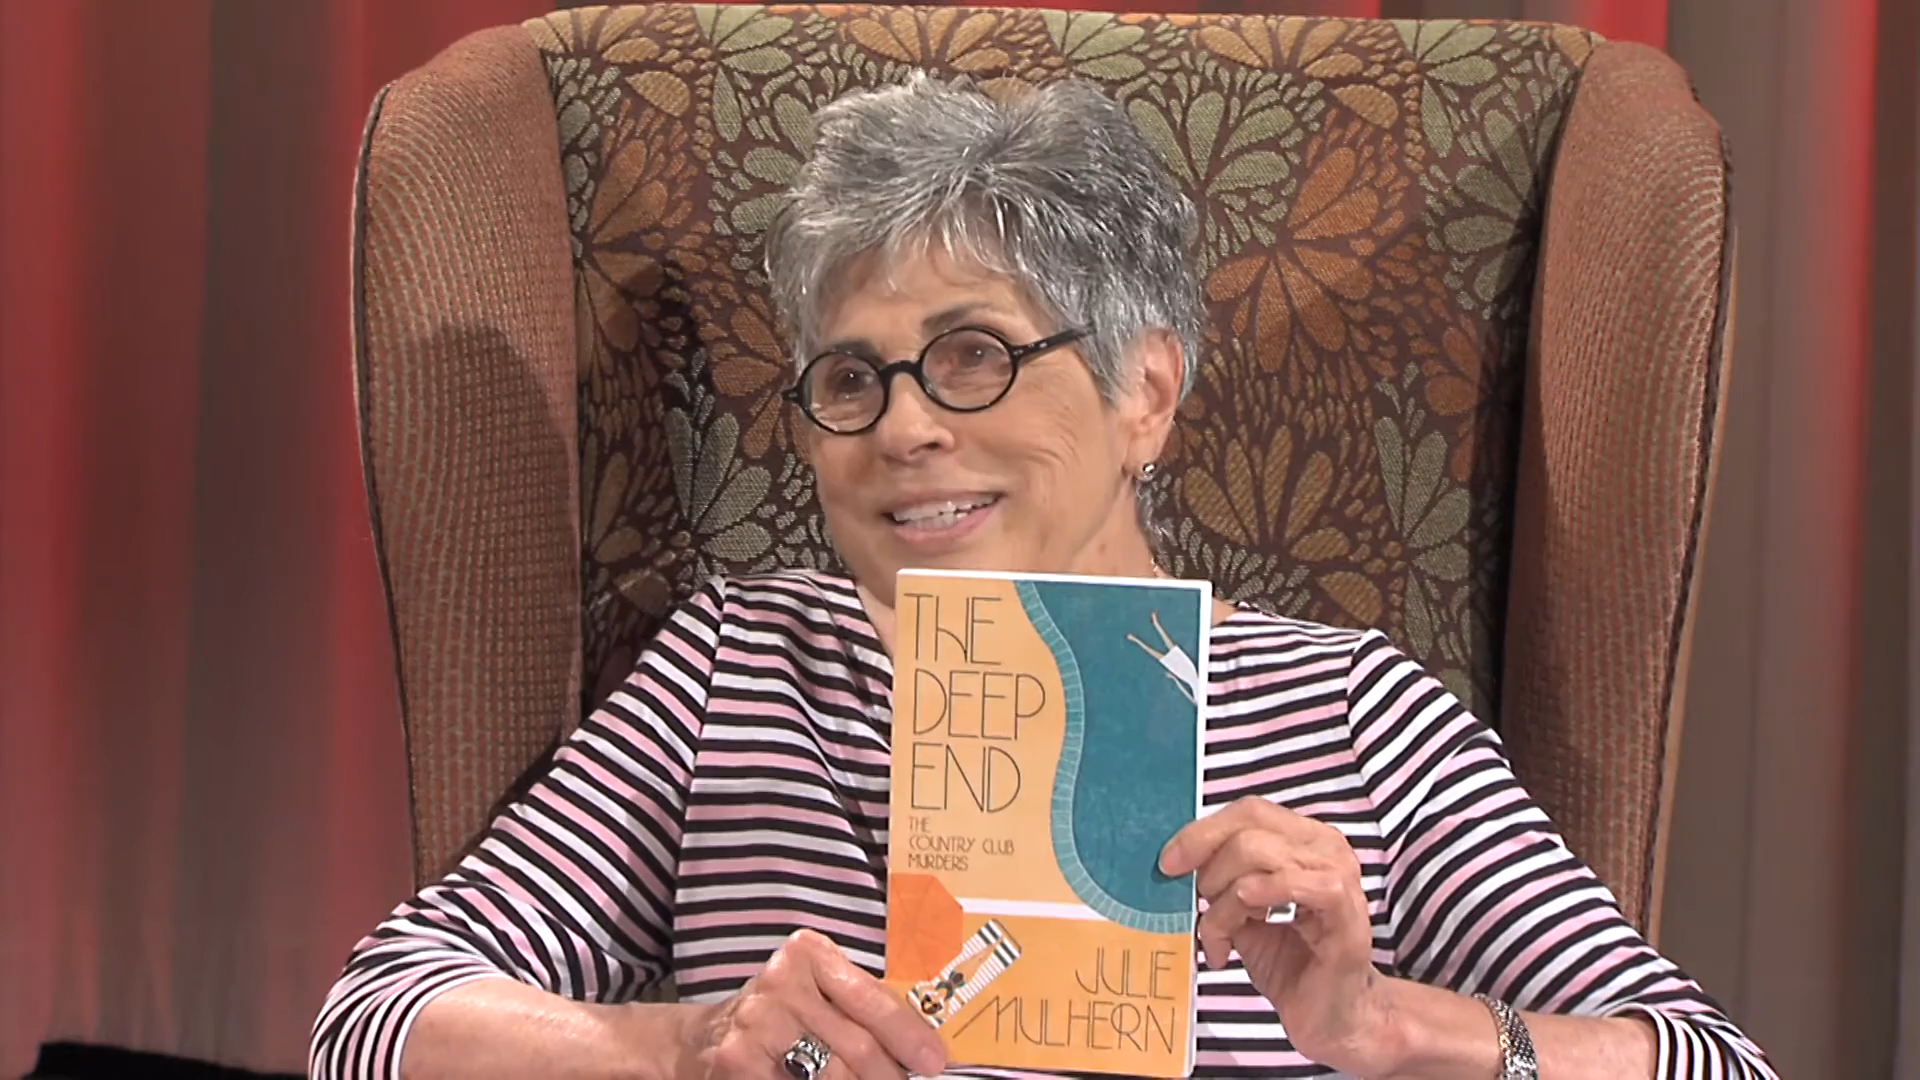 THE
DEEP
END
THE
COUNTRY CLUB
MURDERS
JULIE
MULHERN